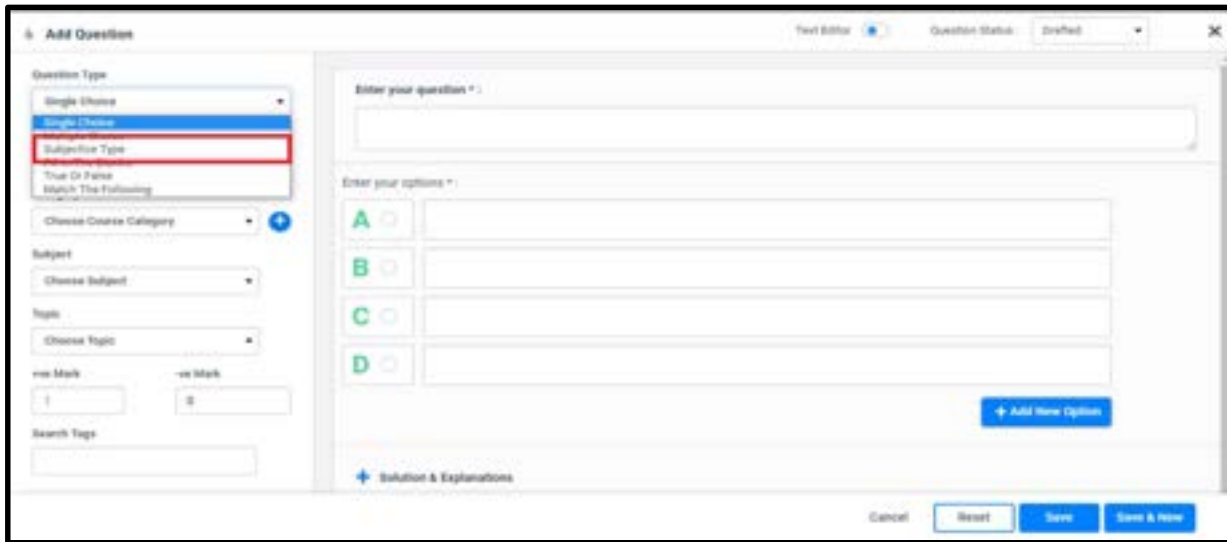 Add Question
Text Editor
Question Status
Drafted
Question Type
Single Choice
Single Choice
Multiple Choice
Subjective Type
True Or False
Match The Following
Choose Course Category
Subject
Choose Subject
Topic
Choose Topic
+ve Mark
-ve Mark
1
0
Search Tags
Enter your question * :
Enter your options * :
A
B
C
D
+ Add New Option
+ Solution & Explanations
Cancel
Reset
Save
Save & New